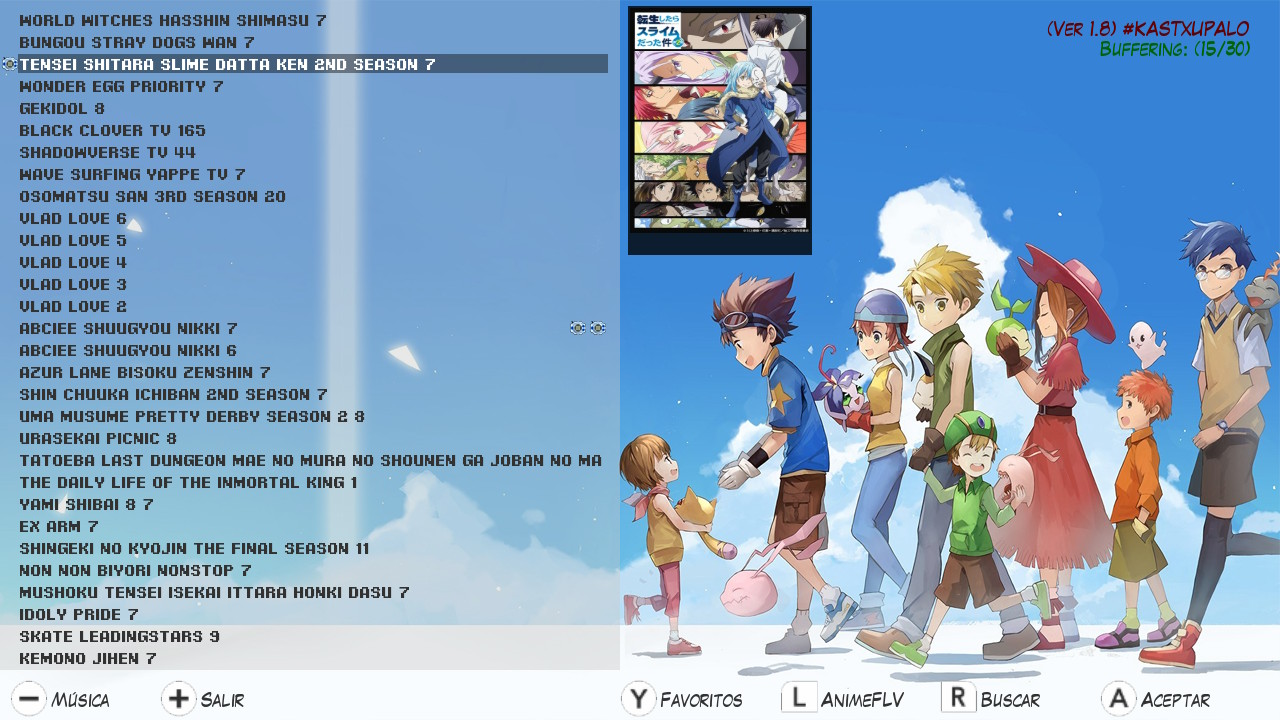 WORLD WITCHES HASSHIN SHIMASU 7
BUNGOU STRAY DOGS WAN 7
TENSEI SHITARA SLIME DATTA KEN 2ND SEASON 7
WONDER EGG PRIORITY 7
GEKIDOL 8
BLACK CLOVER TV 165
SHADOWVERSE TV 44
WAVE SURFING YAPPE TV 7
OSOMATSU SAN 3RD SEASON 20
VLAD LOVE 6
VLAD LOVE 5
VLAD LOVE 4
VLAD LOVE 3
VLAD LOVE 2
ABCIEE SHUUGYOU NIKKI 7
ABCIEE SHUUGYOU NIKKI 6
AZUR LANE BISOKU ZENSHIN 7
SHIN CHUUKA ICHIBAN 2ND SEASON 7
UMA MUSUME PRETTY DERBY SEASON 2 8
URASEKAI PICNIC 8
TATOEBA LAST DUNGEON MAE NO MURA NO SHOUNEN GA JOBAN NO MA
THE DAILY LIFE OF THE INMORTAL KING 1
YAMI SHIBAI 8 7
EX ARM 7
SHINGEKI NO KYOJIN THE FINAL SEASON 11
NON NON BIYORI NONSTOP 7
MUSHOKU TENSEI ISEKAI ITTARA HONKI DASU 7
IDOLY PRIDE 7
SKATE LEADINGSTARS 9
KEMONO JIHEN 7
転生したら
スライム
だった件
(VER 1.8) #KASTXUPALO
BUFFERING: (15/30)
− MÚSICA
+ SALIR
Y FAVORITOS
L ANIMEFLV
R BUSCAR
A ACEPTAR